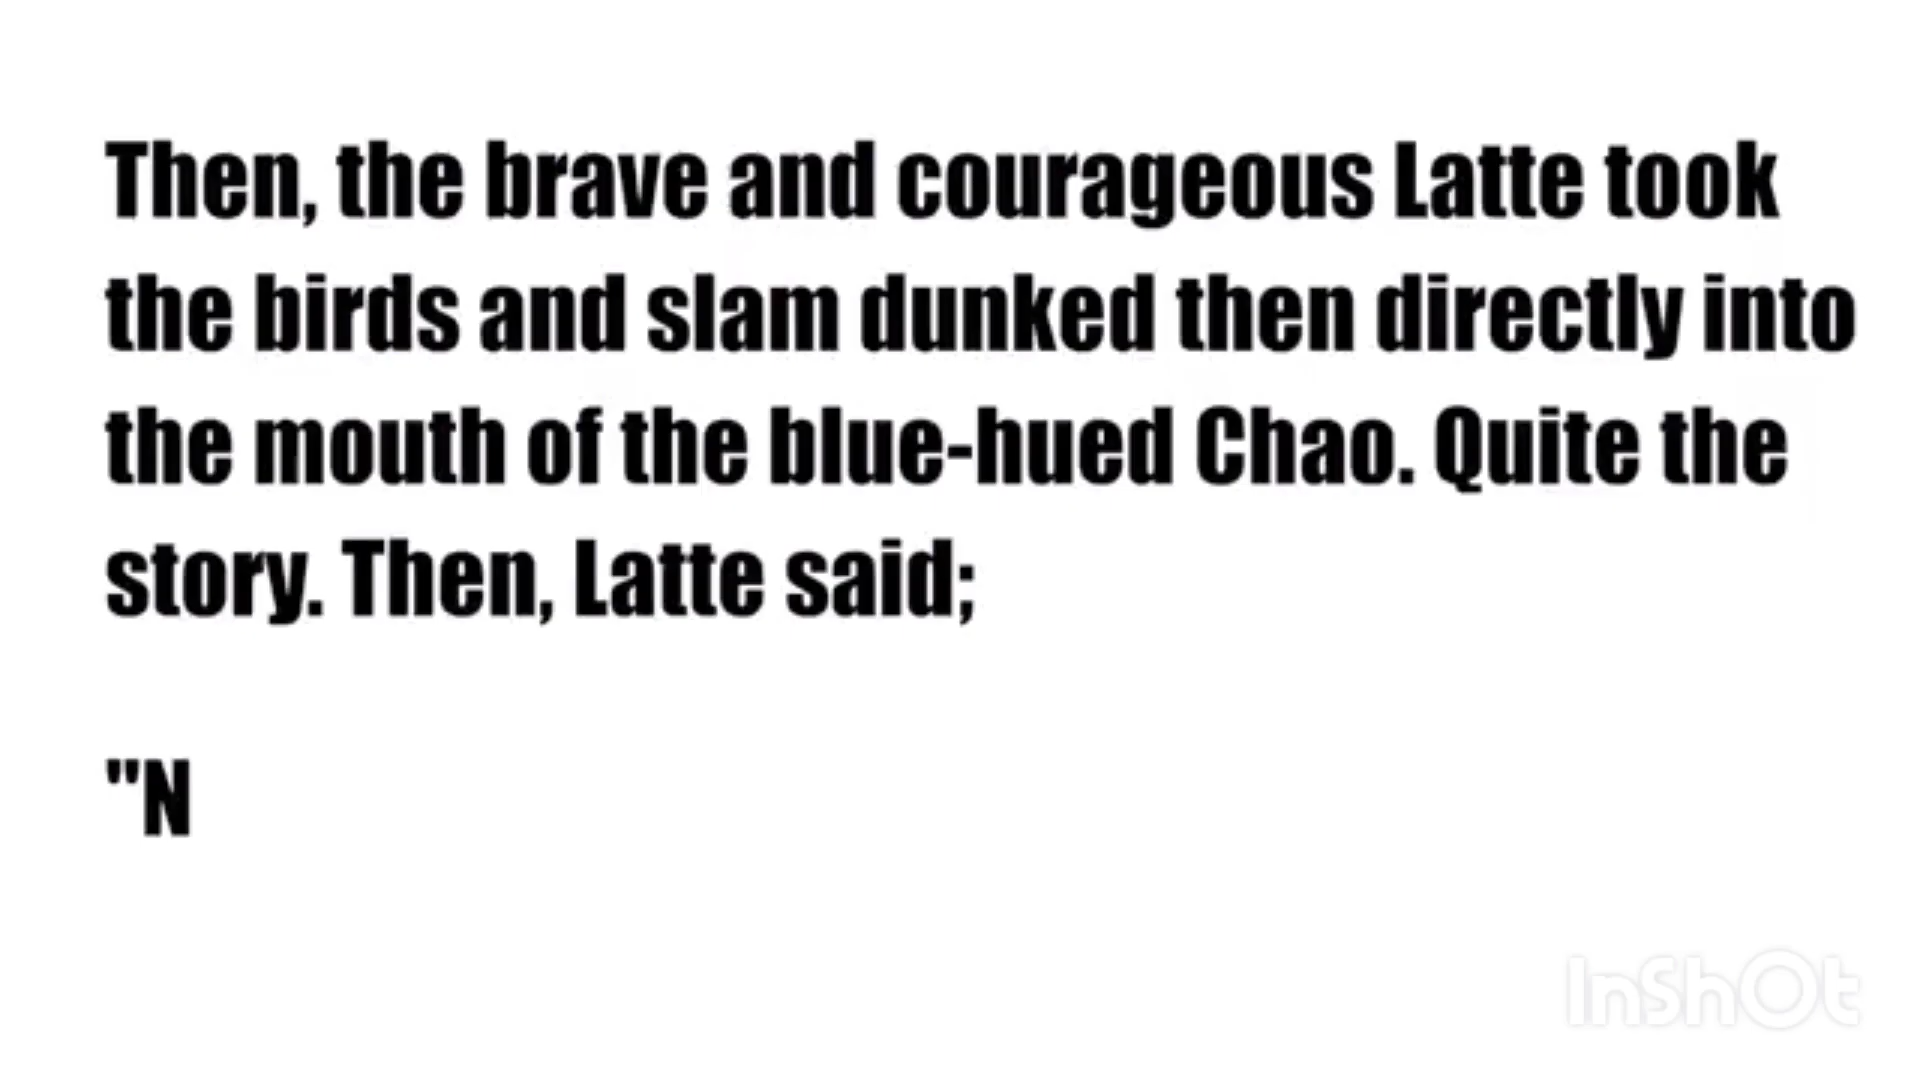 Then, the brave and courageous Latte took
the birds and slam dunked then directly into
the mouth of the blue-hued Chao. Quite the
story. Then, Latte said;
"N
InShOt